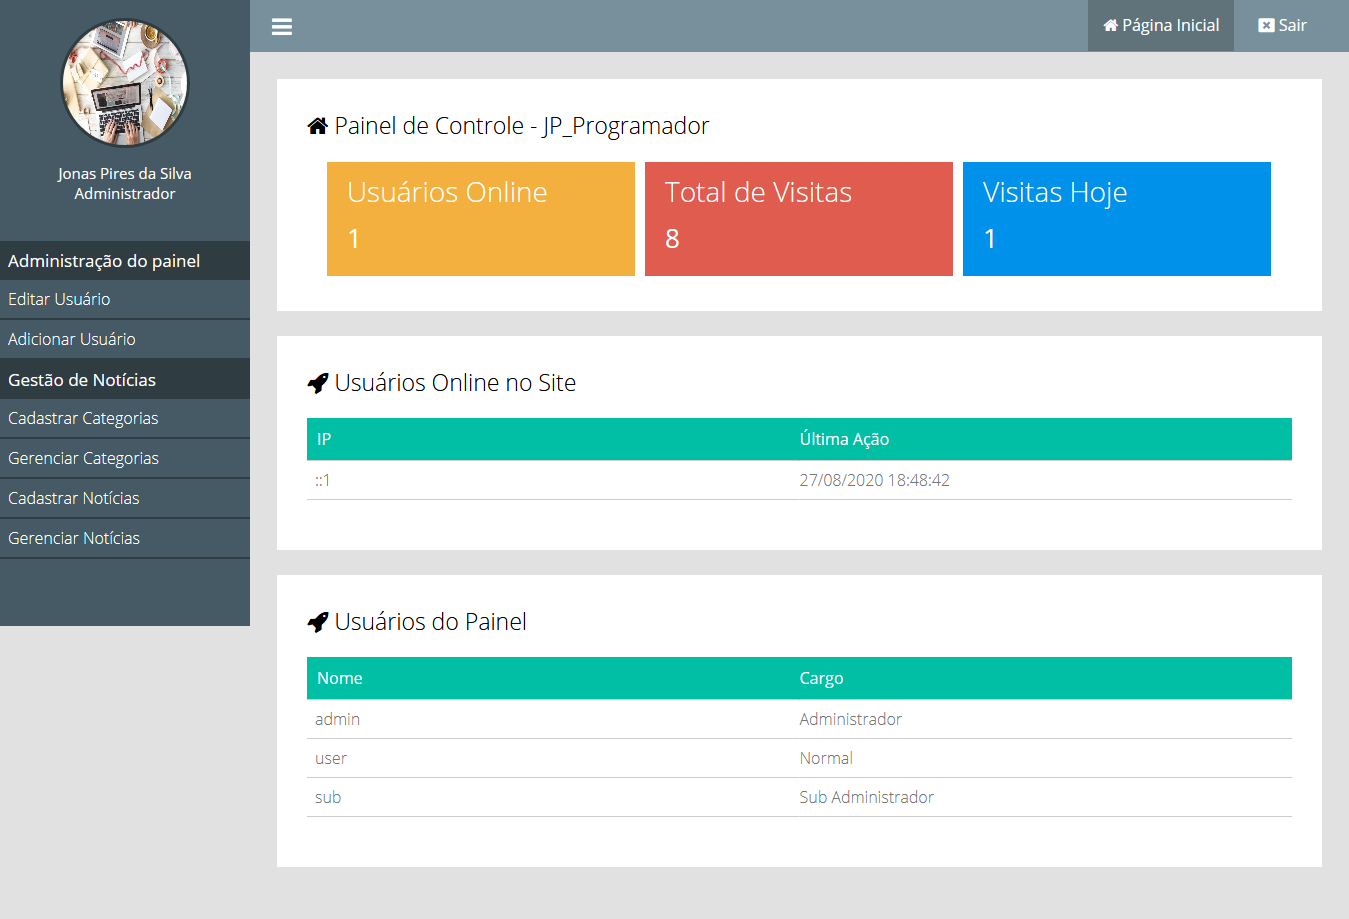 Jonas Pires da Silva
Administrador
Administração do painel
Editar Usuário
Adicionar Usuário
Gestão de Notícias
Cadastrar Categorias
Gerenciar Categorias
Cadastrar Notícias
Gerenciar Notícias
Página Inicial
Sair
Painel de Controle - JP_Programador
Usuários Online
1
Total de Visitas
8
Visitas Hoje
1
Usuários Online no Site
IP Última Ação
::1 27/08/2020 18:48:42
Usuários do Painel
Nome Cargo
admin Administrador
user Normal
sub Sub Administrador